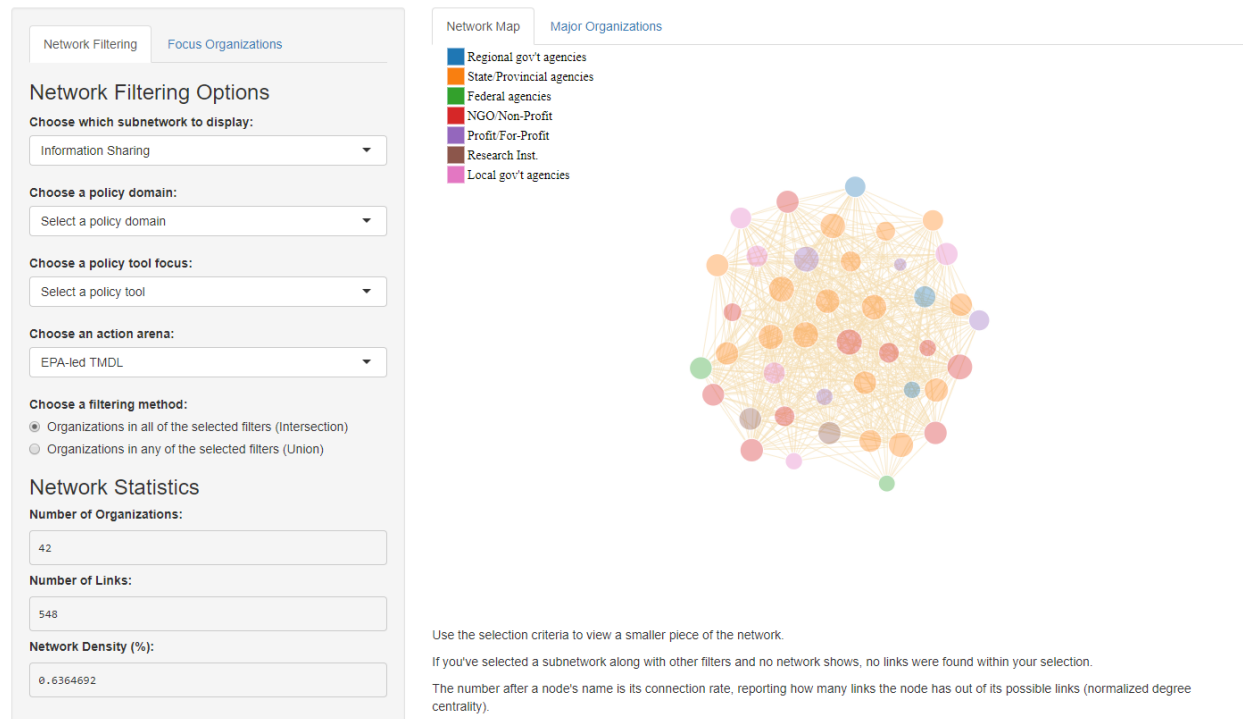 Network Filtering
Focus Organizations
Network Filtering Options
Choose which subnetwork to display:
Information Sharing
Choose a policy domain:
Select a policy domain
Choose a policy tool focus:
Select a policy tool
Choose an action arena:
EPA-led TMDL
Choose a filtering method:
Organizations in all of the selected filters (Intersection)
Organizations in any of the selected filters (Union)
Network Statistics
Number of Organizations:
42
Number of Links:
548
Network Density (%):
0.6364692
Network Map
Major Organizations
Regional gov't agencies
State/Provincial agencies
Federal agencies
NGO/Non-Profit
Profit/For-Profit
Research Inst.
Local gov't agencies
Use the selection criteria to view a smaller piece of the network.
If you've selected a subnetwork along with other filters and no network shows, no links were found within your selection.
The number after a node's name is its connection rate, reporting how many links the node has out of its possible links (normalized degree
centrality).